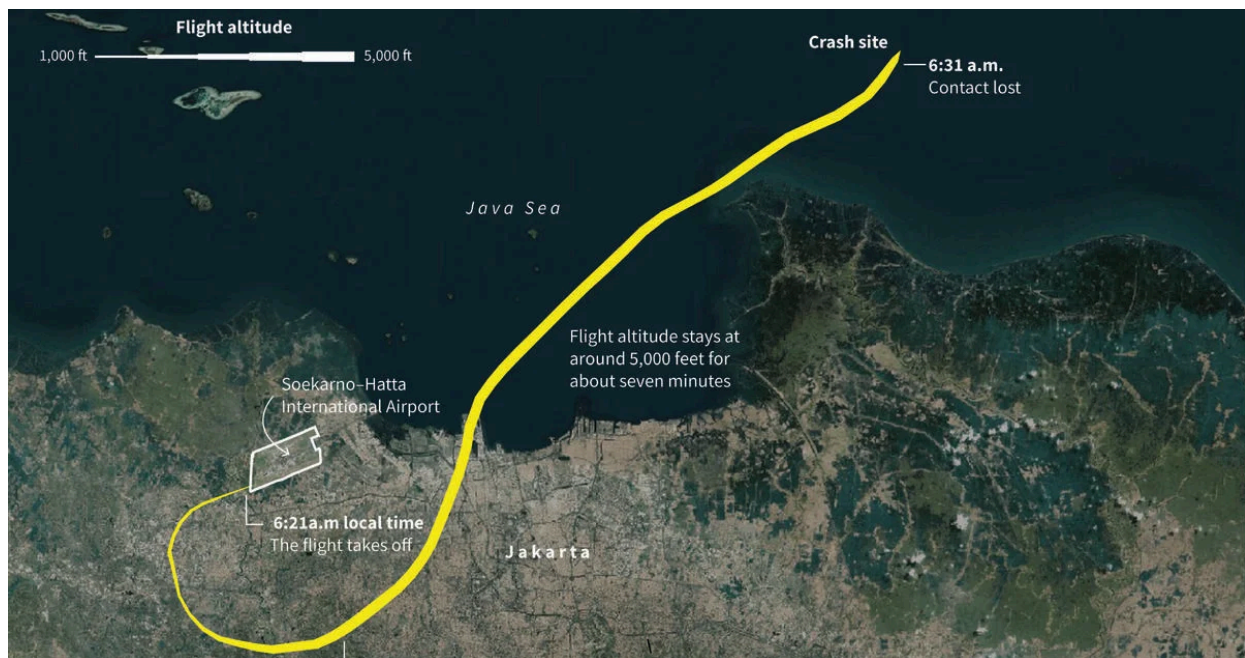 Flight altitude
1,000 ft
5,000 ft
Crash site
6:31 a.m.
Contact lost
Java Sea
Flight altitude stays at
around 5,000 feet for
about seven minutes
Soekarno–Hatta
International Airport
6:21a.m local time
The flight takes off
Jakarta